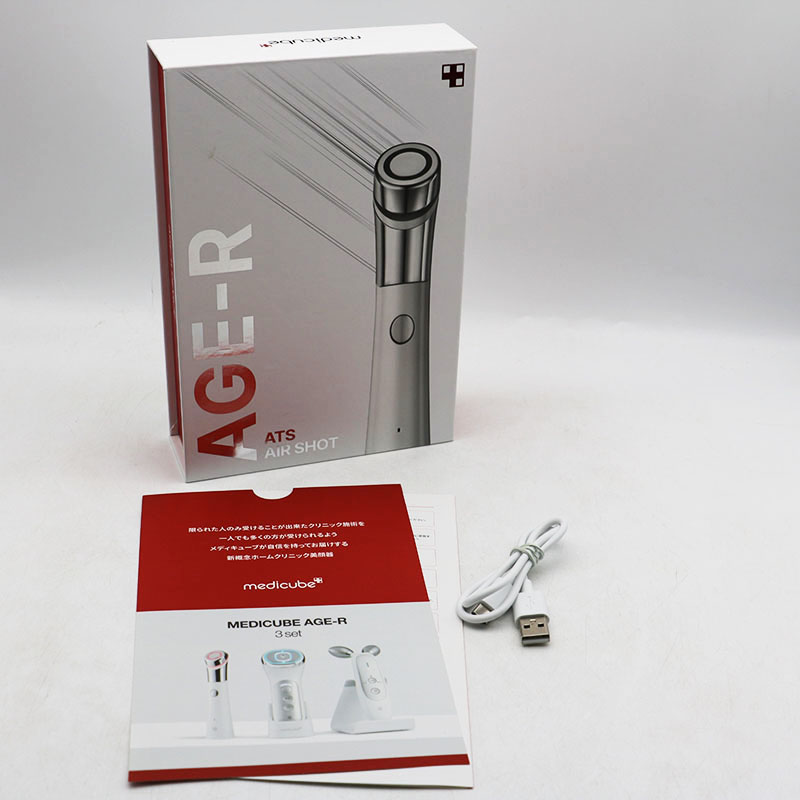 medicube
AGE-R
ATS
AIR SHOT
限られた人のみ受けることが出来たクリニック施術を
一人でも多くの方が受けられるよう
メディキューブが自信を持ってお届けする
新概念ホームクリニック美顔器
medicube
MEDICUBE AGE-R
3 set